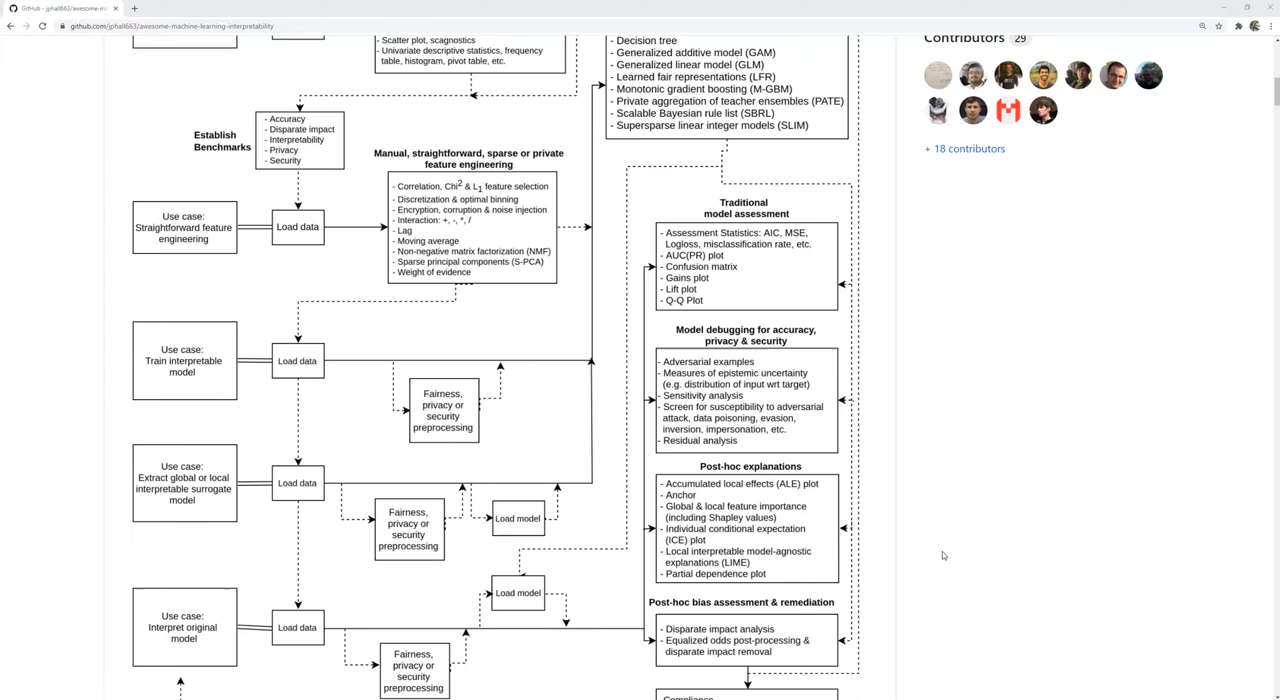 GitHub - jphall663/awesome-m
github.com/jphall663/awesome-machine-learning-interpretability
- Scatter plot, scagnostics
- Univariate descriptive statistics, frequency
table, histogram, pivot table, etc.
- Decision tree
- Generalized additive model (GAM)
- Generalized linear model (GLM)
- Learned fair representations (LFR)
- Monotonic gradient boosting (M-GBM)
- Private aggregation of teacher ensembles (PATE)
- Scalable Bayesian rule list (SBRL)
- Supersparse linear integer models (SLIM)
Contributors 29
+ 18 contributors
Establish
Benchmarks
- Accuracy
- Disparate impact
- Interpretability
- Privacy
- Security
Manual, straightforward, sparse or private
feature engineering
- Correlation, Chi2 & L1 feature selection
- Discretization & optimal binning
- Encryption, corruption & noise injection
- Interaction: +, -, *, /
- Lag
- Moving average
- Non-negative matrix factorization (NMF)
- Sparse principal components (S-PCA)
- Weight of evidence
Use case:
Straightforward feature
engineering
Load data
Traditional
model assessment
- Assessment Statistics: AIC, MSE,
Logloss, misclassification rate, etc.
- AUC(PR) plot
- Confusion matrix
- Gains plot
- Lift plot
- Q-Q Plot
Use case:
Train interpretable
model
Load data
Fairness,
privacy or
security
preprocessing
Model debugging for accuracy,
privacy & security
- Adversarial examples
- Measures of epistemic uncertainty
(e.g. distribution of input wrt target)
- Sensitivity analysis
- Screen for susceptibility to adversarial
attack, data poisoning, evasion,
inversion, impersonation, etc.
- Residual analysis
Use case:
Extract global or local
interpretable surrogate
model
Load data
Fairness,
privacy or
security
preprocessing
Load model
Post-hoc explanations
- Accumulated local effects (ALE) plot
- Anchor
- Global & local feature importance
(including Shapley values)
- Individual conditional expectation
(ICE) plot
- Local interpretable model-agnostic
explanations (LIME)
- Partial dependence plot
Load model
Use case:
Interpret original
model
Load data
Fairness,
privacy or
security
preprocessing
Post-hoc bias assessment & remediation
- Disparate impact analysis
- Equalized odds post-processing &
disparate impact removal
Compliance